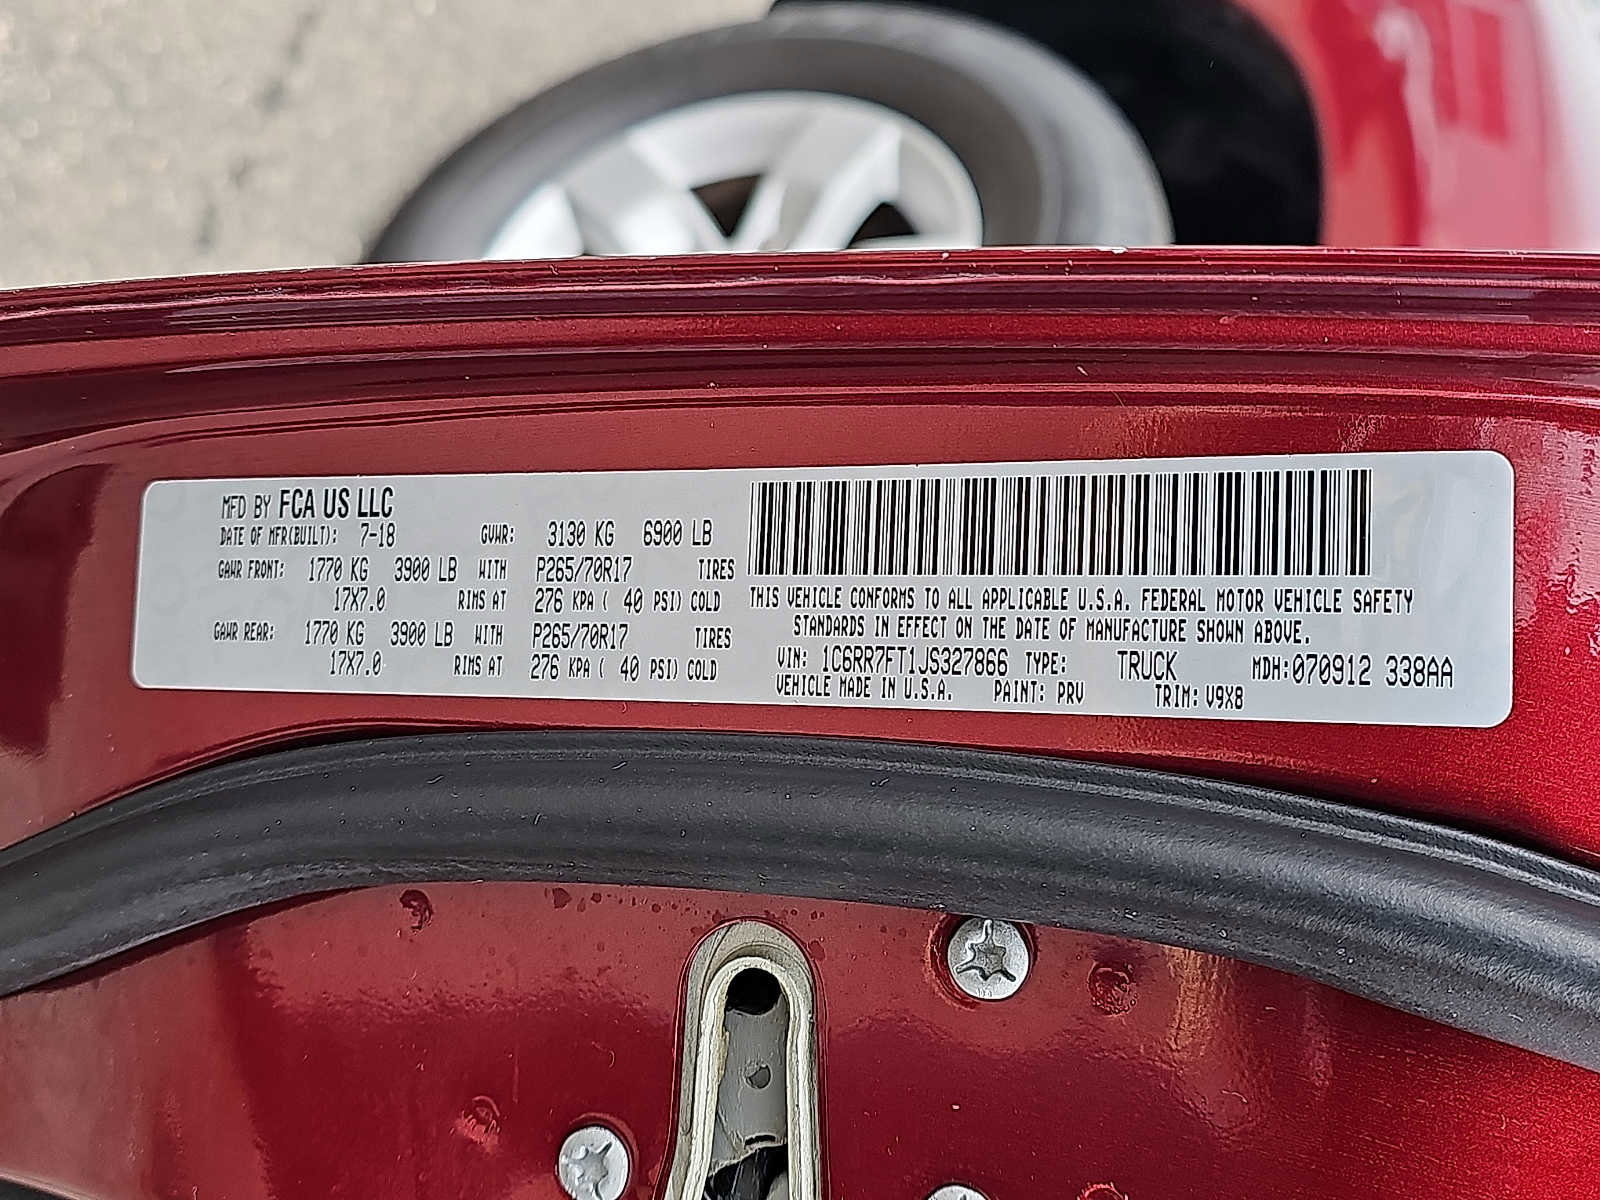 MFD BY FCA US LLC
DATE OF MFR(BUILT): 7-18 GVWR: 3130 KG 6900 LB
GAWR FRONT: 1770 KG 3900 LB WITH P265/70R17 TIRES
17X7.0 RIMS AT 276 KPA ( 40 PSI) COLD
GAWR REAR: 1770 KG 3900 LB WITH P265/70R17 TIRES
17X7.0 RIMS AT 276 KPA ( 40 PSI) COLD
THIS VEHICLE CONFORMS TO ALL APPLICABLE U.S.A. FEDERAL MOTOR VEHICLE SAFETY
STANDARDS IN EFFECT ON THE DATE OF MANUFACTURE SHOWN ABOVE.
VIN: 1C6RR7FT1JS327866 TYPE: TRUCK MDH:070912 338AA
VEHICLE MADE IN U.S.A. PAINT: PRV TRIM: V9X8